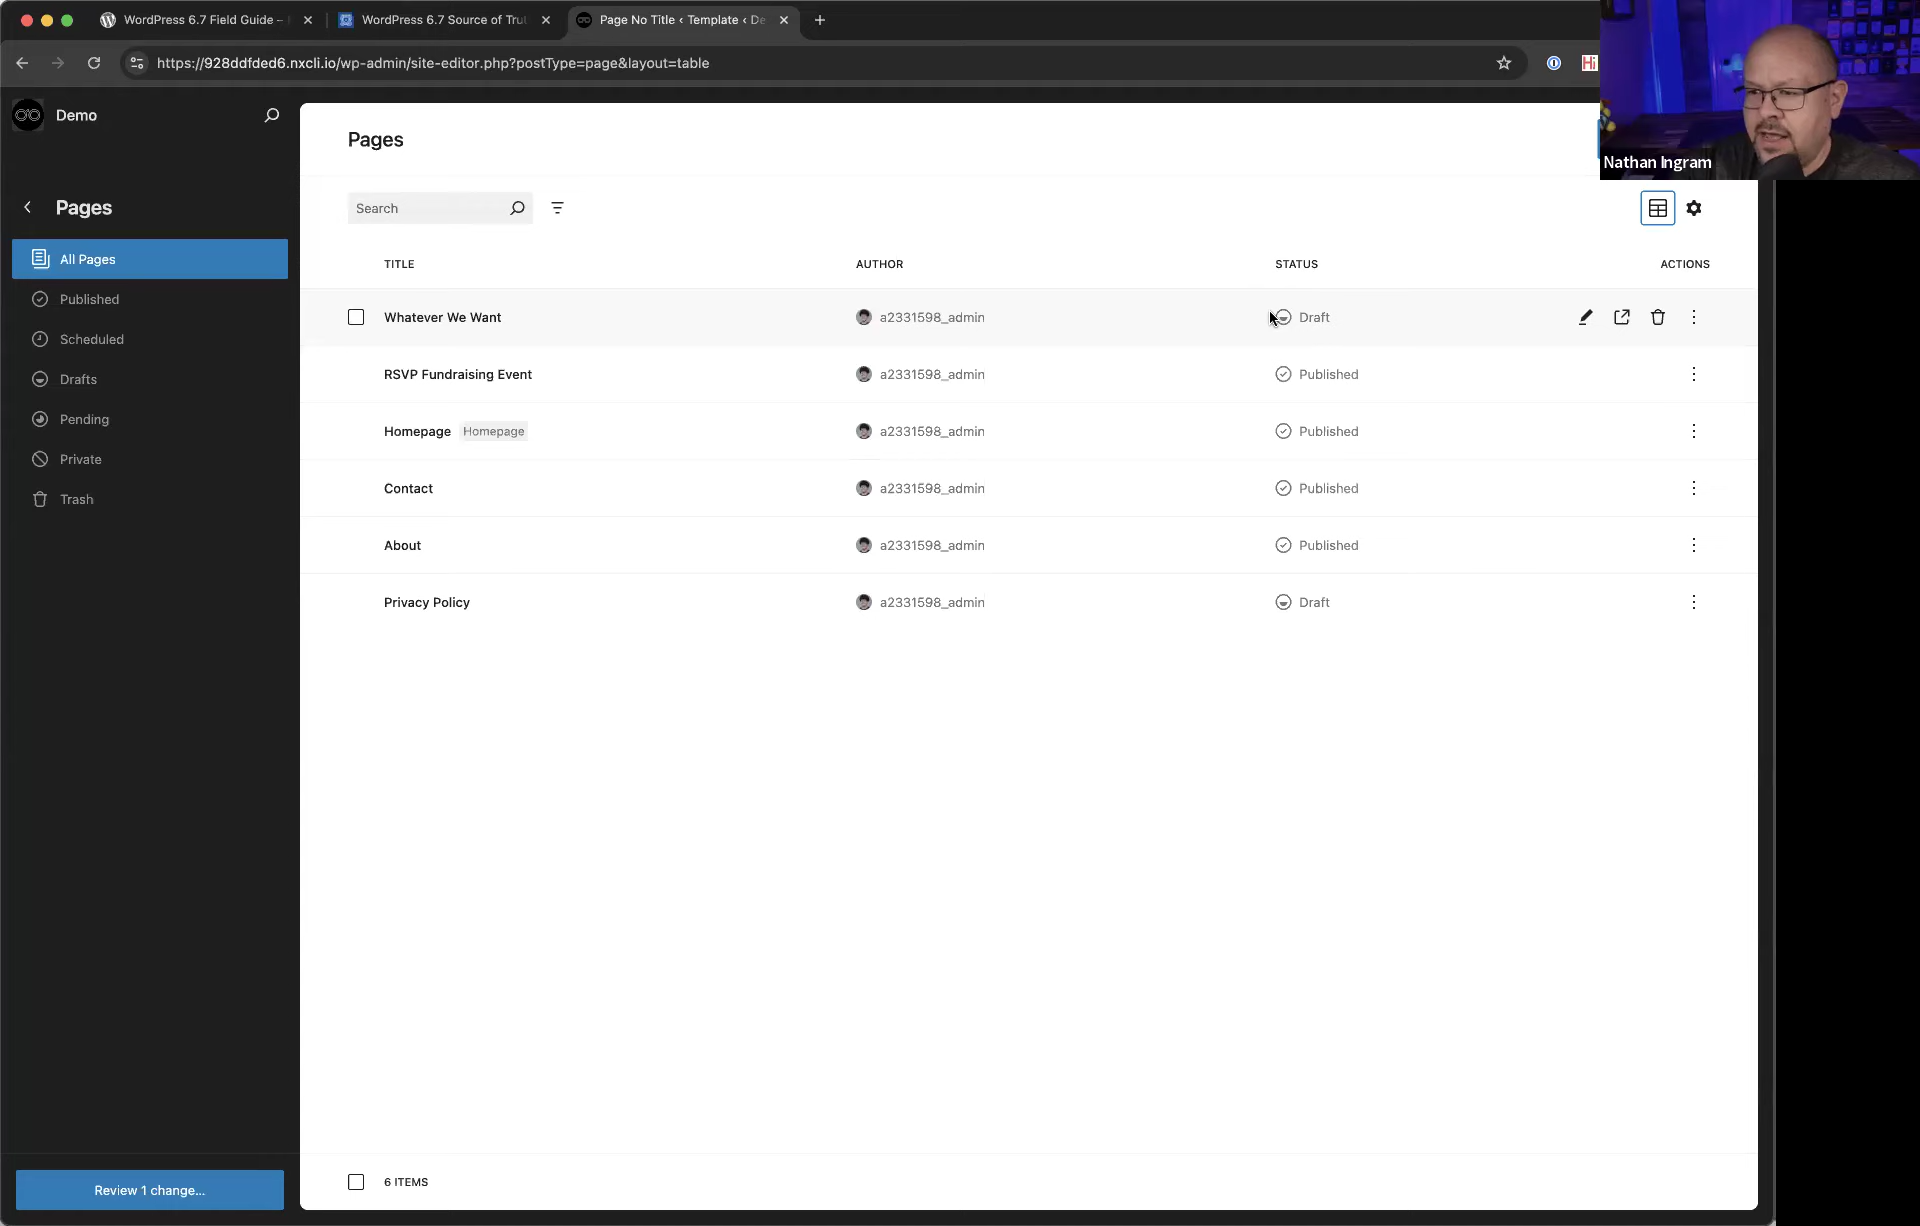 WordPress 6.7 Field Guide –
WordPress 6.7 Source of Tru
Page No Title ‹ Template ‹ De
https://928ddfded6.nxcli.io/wp-admin/site-editor.php?postType=page&layout=table
Hi
Nathan Ingram
Demo
Pages
All Pages
Published
Scheduled
Drafts
Pending
Private
Trash
Review 1 change…
Pages
Search
TITLE AUTHOR STATUS ACTIONS
Whatever We Want a2331598_admin Draft
RSVP Fundraising Event a2331598_admin Published
Homepage Homepage a2331598_admin Published
Contact a2331598_admin Published
About a2331598_admin Published
Privacy Policy a2331598_admin Draft
6 ITEMS